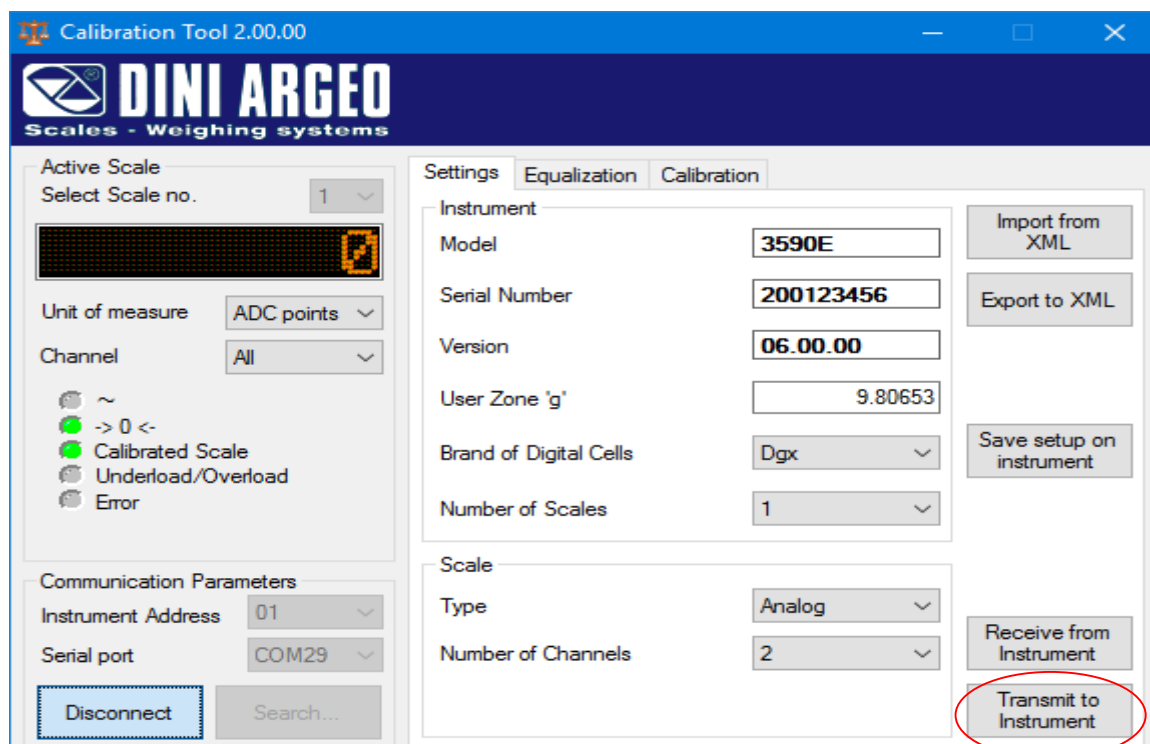 Calibration Tool 2.00.00
DINI ARGEO
Scales - Weighing systems
Active Scale
Select Scale no. 1
0
Unit of measure ADC points
Channel All
~
-> 0 <-
Calibrated Scale
Underload/Overload
Error
Communication Parameters
Instrument Address 01
Serial port COM29
Disconnect Search...
Settings Equalization Calibration
Instrument
Model 3590E
Serial Number 200123456
Version 06.00.00
User Zone 'g' 9.80653
Brand of Digital Cells Dgx
Number of Scales 1
Scale
Type Analog
Number of Channels 2
Import from
XML
Export to XML
Save setup on
instrument
Receive from
Instrument
Transmit to
Instrument